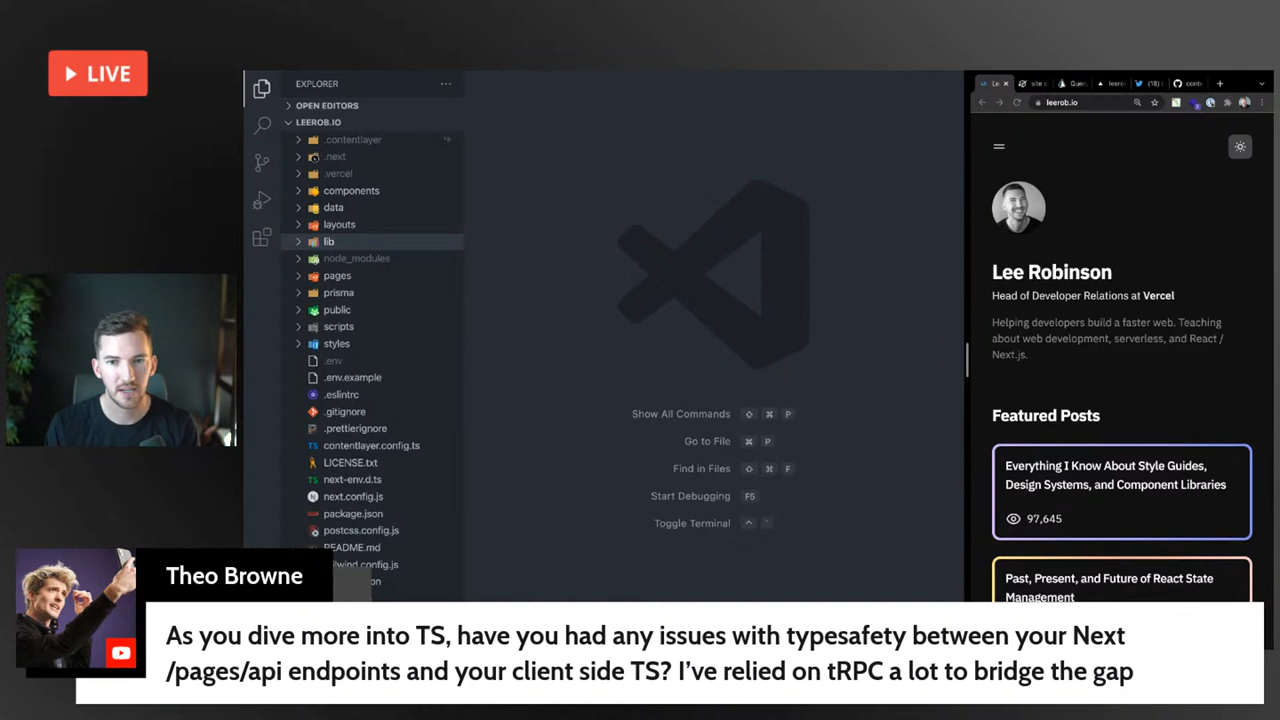 LIVE
EXPLORER
OPEN EDITORS
LEEROB.IO
.contentlayer
.next
.vercel
components
data
layouts
lib
node_modules
pages
prisma
public
scripts
styles
.env
.env.example
.eslintrc
.gitignore
.prettierignore
TS contentlayer.config.ts
LICENSE.txt
TS next-env.d.ts
next.config.js
package.json
postcss.config.js
README.md
Show All Commands ⇧ ⌘ P
Go to File ⌘ P
Find in Files ⇧ ⌘ F
Start Debugging F5
Toggle Terminal ^ `
leerob.io
Lee Robinson
Head of Developer Relations at Vercel
Helping developers build a faster web. Teaching
about web development, serverless, and React /
Next.js.
Featured Posts
Everything I Know About Style Guides,
Design Systems, and Component Libraries
97,645
Past, Present, and Future of React State
Management
Theo Browne
As you dive more into TS, have you had any issues with typesafety between your Next
/pages/api endpoints and your client side TS? I've relied on tRPC a lot to bridge the gap